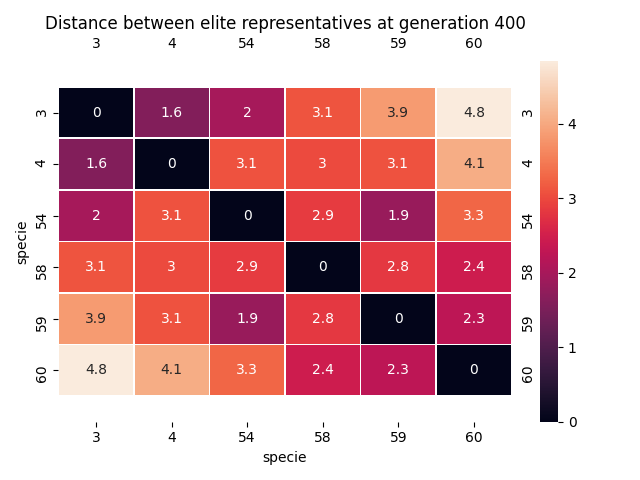 Distance between elite representatives at generation 400
3 4 54 58 59 60
3 0 1.6 2 3.1 3.9 4.8 3
4 1.6 0 3.1 3 3.1 4.1 4
54 2 3.1 0 2.9 1.9 3.3 54
58 3.1 3 2.9 0 2.8 2.4 58
59 3.9 3.1 1.9 2.8 0 2.3 59
60 4.8 4.1 3.3 2.4 2.3 0 60
3 4 54 58 59 60
specie
specie
4
3
2
1
0